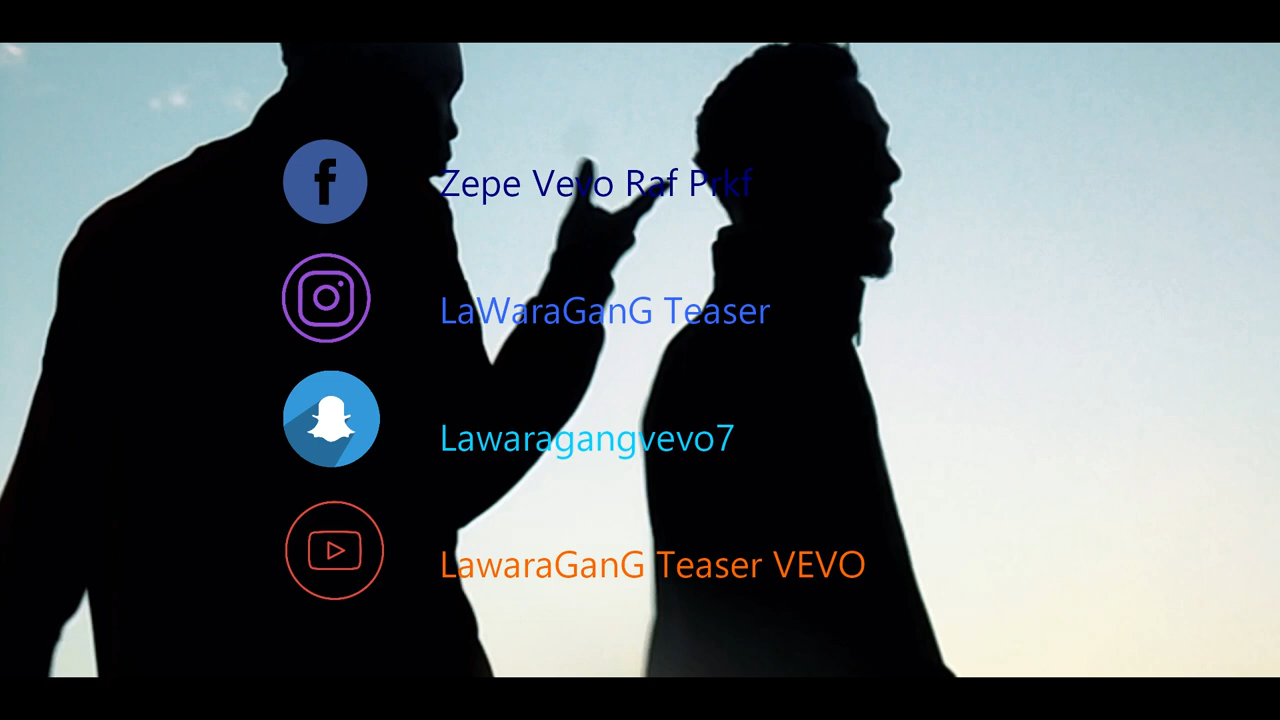 Zepe Vevo Raf Prkf
LaWaraGanG Teaser
Lawaragangvevo7
LawaraGanG Teaser VEVO